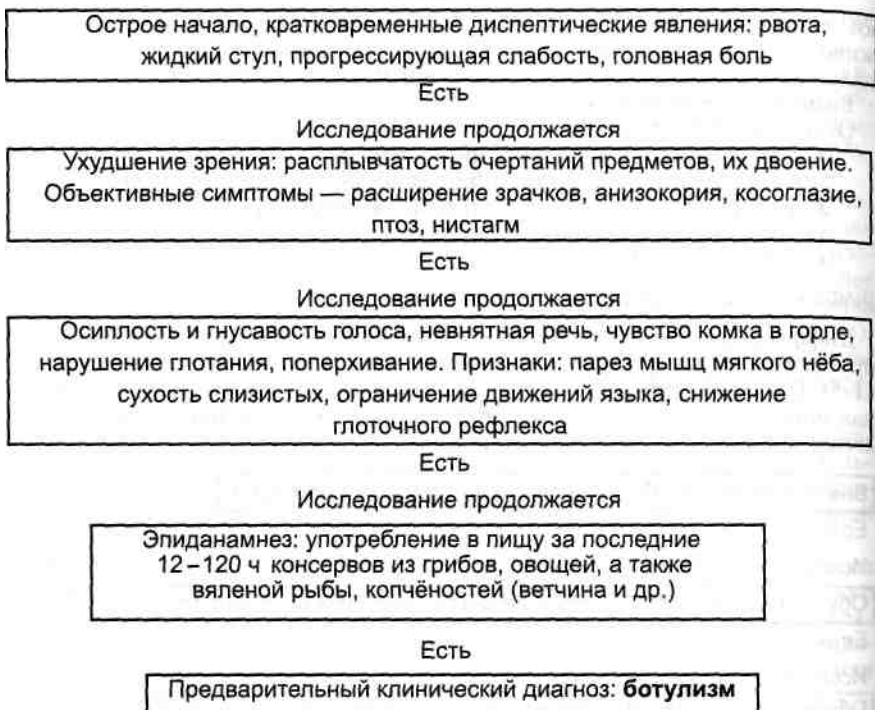 Острое начало, кратковременные диспептические явления: рвота,
жидкий стул, прогрессирующая слабость, головная боль
Есть
Исследование продолжается
Ухудшение зрения: расплывчатость очертаний предметов, их двоение.
Объективные симптомы — расширение зрачков, анизокория, косоглазие,
птоз, нистагм
Есть
Исследование продолжается
Осиплость и гнусавость голоса, невнятная речь, чувство комка в горле,
нарушение глотания, поперхивание. Признаки: парез мышц мягкого нёба,
сухость слизистых, ограничение движений языка, снижение
глоточного рефлекса
Есть
Исследование продолжается
Эпиданамнез: употребление в пищу за последние
12–120 ч консервов из грибов, овощей, а также
вяленой рыбы, копчёностей (ветчина и др.)
Есть
Предварительный клинический диагноз: ботулизм